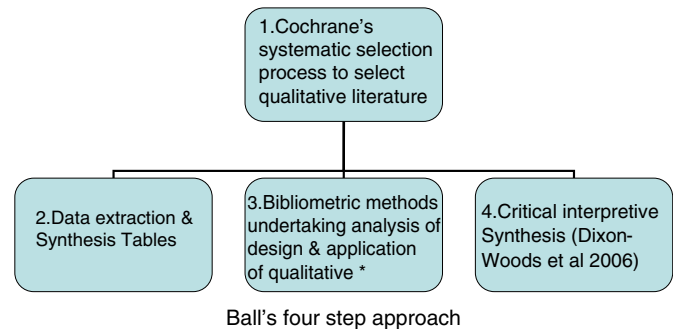 1.Cochrane's
systematic selection
process to select
qualitative literature
2.Data extraction &
Synthesis Tables
3.Bibliometric methods
undertaking analysis of
design & application
of qualitative *
4.Critical interpretive
Synthesis (Dixon-
Woods et al 2006)
Ball's four step approach